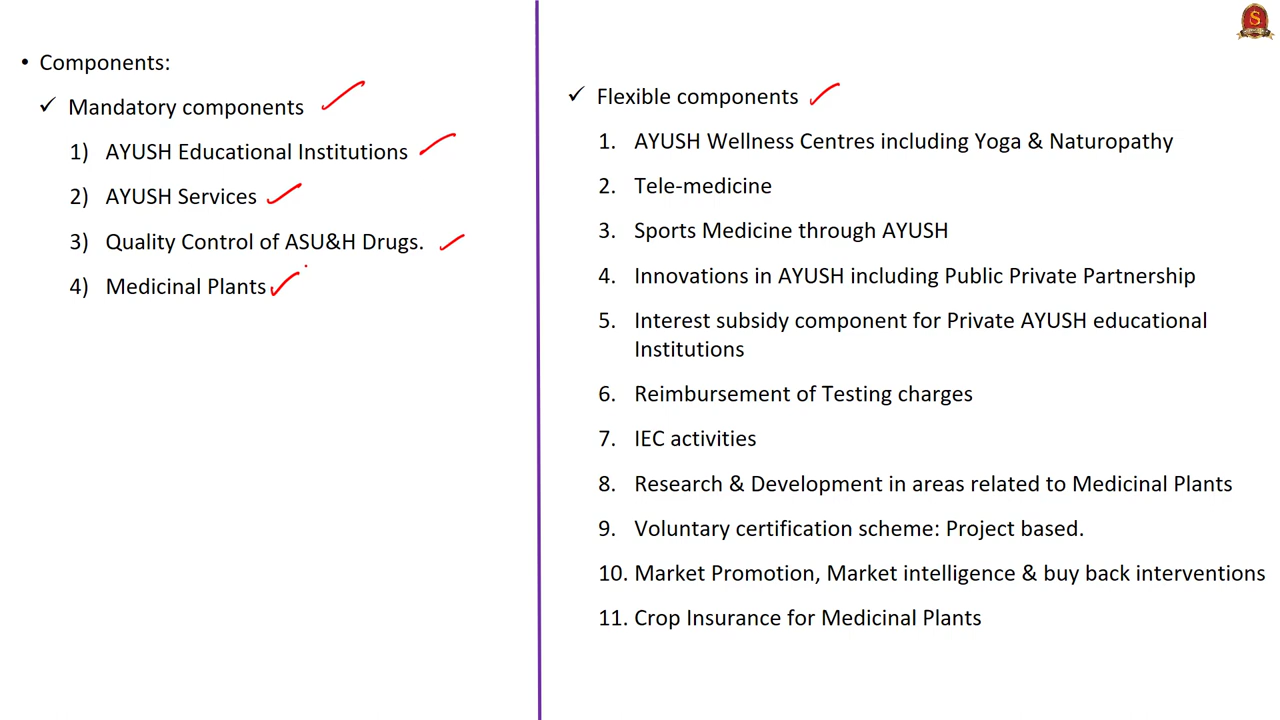 • Components:
✓ Mandatory components
1) AYUSH Educational Institutions
2) AYUSH Services
3) Quality Control of ASU&H Drugs.
4) Medicinal Plants
✓ Flexible components
1. AYUSH Wellness Centres including Yoga & Naturopathy
2. Tele-medicine
3. Sports Medicine through AYUSH
4. Innovations in AYUSH including Public Private Partnership
5. Interest subsidy component for Private AYUSH educational
Institutions
6. Reimbursement of Testing charges
7. IEC activities
8. Research & Development in areas related to Medicinal Plants
9. Voluntary certification scheme: Project based.
10. Market Promotion, Market intelligence & buy back interventions
11. Crop Insurance for Medicinal Plants
S